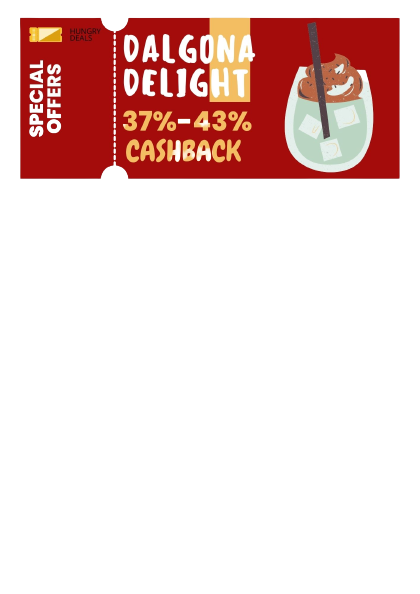 HUNGRY
DEALS
SPECIAL
OFFERS
DALGONA
DELIGHT
37%-43%
CASHBACK